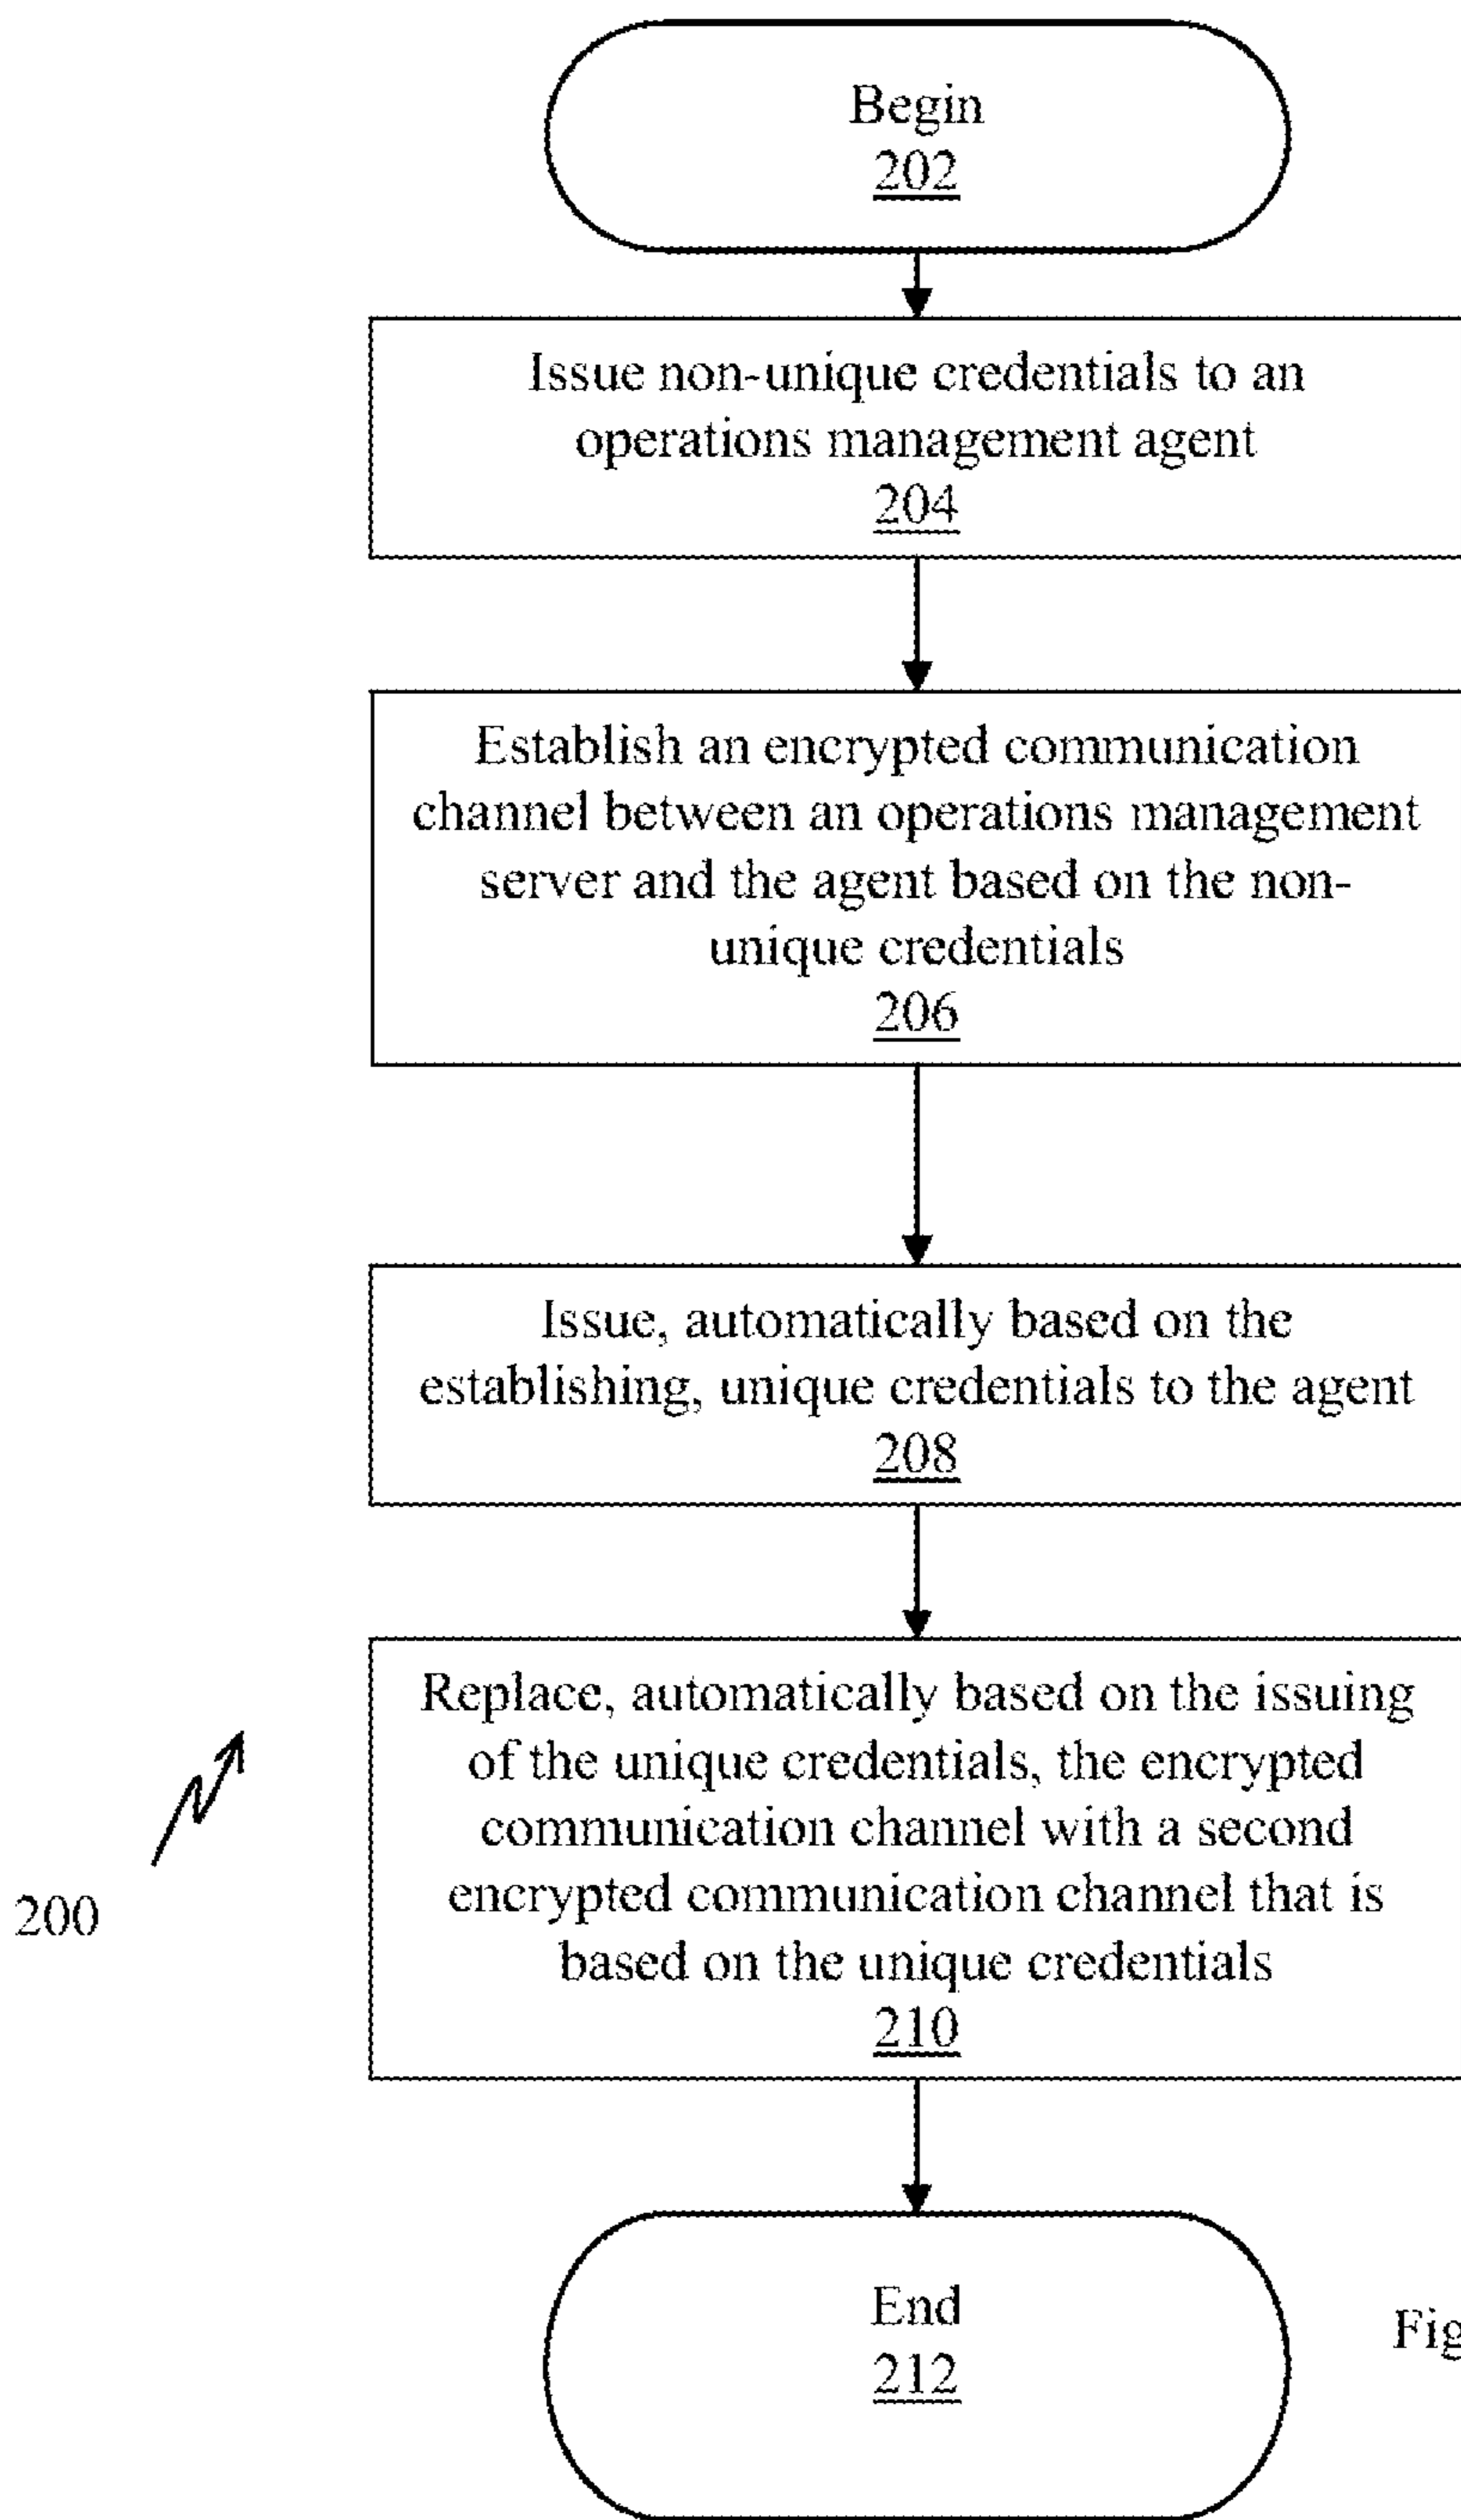 Begin
202
Issue non-unique credentials to an
operations management agent
204
Establish an encrypted communication
channel between an operations management
server and the agent based on the non-
unique credentials
206
Issue, automatically based on the
establishing, unique credentials to the agent
208
Replace, automatically based on the issuing
of the unique credentials, the encrypted
communication channel with a second
encrypted communication channel that is
based on the unique credentials
210
200
End
212
Fig